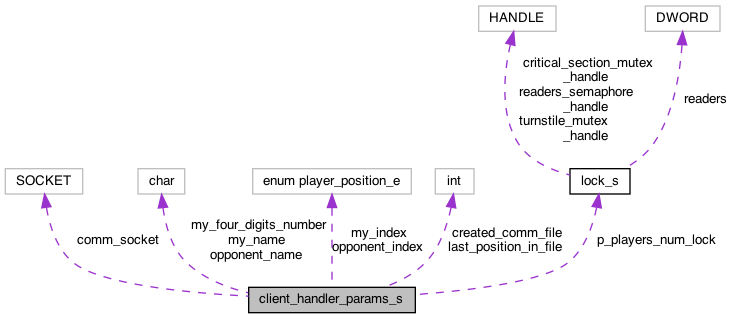 HANDLE
DWORD
critical_section_mutex
_handle
readers_semaphore
_handle
turnstile_mutex
_handle
readers
SOCKET
char
enum player_position_e
int
lock_s
comm_socket
my_four_digits_number
my_name
opponent_name
my_index
opponent_index
created_comm_file
last_position_in_file
p_players_num_lock
client_handler_params_s